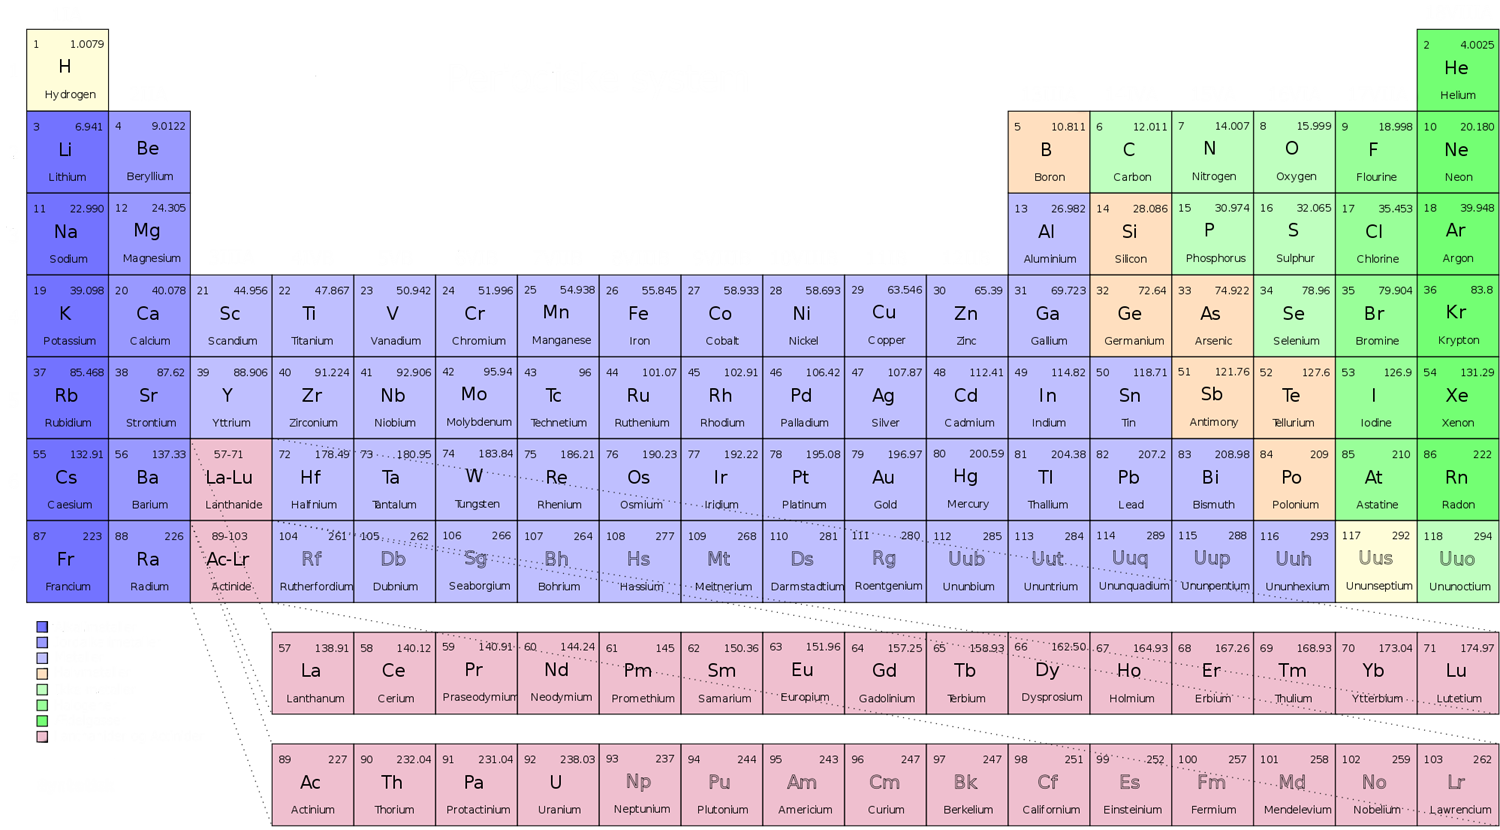 1 1.0079 2 4.0025
H He
Hydrogen Helium
3 6.941 4 9.0122 5 10.811 6 12.011 7 14.007 8 15.999 9 18.998 10 20.180
Li Be B C N O F Ne
Lithium Beryllium Boron Carbon Nitrogen Oxygen Flourine Neon
11 22.990 12 24.305 13 26.982 14 28.086 15 30.974 16 32.065 17 35.453 18 39.948
Na Mg Al Si P S Cl Ar
Sodium Magnesium Aluminium Silicon Phosphorus Sulphur Chlorine Argon
19 39.098 20 40.078 21 44.956 22 47.867 23 50.942 24 51.996 25 54.938 26 55.845 27 58.933 28 58.693 29 63.546 30 65.39 31 69.723 32 72.64 33 74.922 34 78.96 35 79.904 36 83.8
K Ca Sc Ti V Cr Mn Fe Co Ni Cu Zn Ga Ge As Se Br Kr
Potassium Calcium Scandium Titanium Vanadium Chromium Manganese Iron Cobalt Nickel Copper Zinc Gallium Germanium Arsenic Selenium Bromine Krypton
37 85.468 38 87.62 39 88.906 40 91.224 41 92.906 42 95.94 43 96 44 101.07 45 102.91 46 106.42 47 107.87 48 112.41 49 114.82 50 118.71 51 121.76 52 127.6 53 126.9 54 131.29
Rb Sr Y Zr Nb Mo Tc Ru Rh Pd Ag Cd In Sn Sb Te I Xe
Rubidium Strontium Yttrium Zirconium Niobium Molybdenum Technetium Ruthenium Rhodium Palladium Silver Cadmium Indium Tin Antimony Tellurium Iodine Xenon
55 132.91 56 137.33 57-71 72 178.49 73 180.95 74 183.84 75 186.21 76 190.23 77 192.22 78 195.08 79 196.97 80 200.59 81 204.38 82 207.2 83 208.98 84 209 85 210 86 222
Cs Ba La-Lu Hf Ta W Re Os Ir Pt Au Hg Tl Pb Bi Po At Rn
Caesium Barium Lanthanide Halfnium Tantalum Tungsten Rhenium Osmium Iridium Platinum Gold Mercury Thallium Lead Bismuth Polonium Astatine Radon
87 223 88 226 89-103 104 261 105 262 106 266 107 264 108 277 109 268 110 281 111 280 112 285 113 284 114 289 115 288 116 293 117 292 118 294
Fr Ra Ac-Lr Rf Db Sg Bh Hs Mt Ds Rg Uub Uut Uuq Uup Uuh Uus Uuo
Francium Radium Actinide Rutherfordium Dubnium Seaborgium Bohrium Hassium Meitnerium Darmstadtium Roentgenium Ununbium Ununtrium Ununquadium Ununpentium Ununhexium Ununseptium Ununoctium
57 138.91 58 140.12 59 140.91 60 144.24 61 145 62 150.36 63 151.96 64 157.25 65 158.93 66 162.50 67 164.93 68 167.26 69 168.93 70 173.04 71 174.97
La Ce Pr Nd Pm Sm Eu Gd Tb Dy Ho Er Tm Yb Lu
Lanthanum Cerium Praseodymium Neodymium Promethium Samarium Europium Gadolinium Terbium Dysprosium Holmium Erbium Thulium Ytterbium Lutetium
89 227 90 232.04 91 231.04 92 238.03 93 237 94 244 95 243 96 247 97 247 98 251 99 252 100 257 101 258 102 259 103 262
Ac Th Pa U Np Pu Am Cm Bk Cf Es Fm Md No Lr
Actinium Thorium Protactinium Uranium Neptunium Plutonium Americium Curium Berkelium Californium Einsteinium Fermium Mendelevium Nobelium Lawrencium